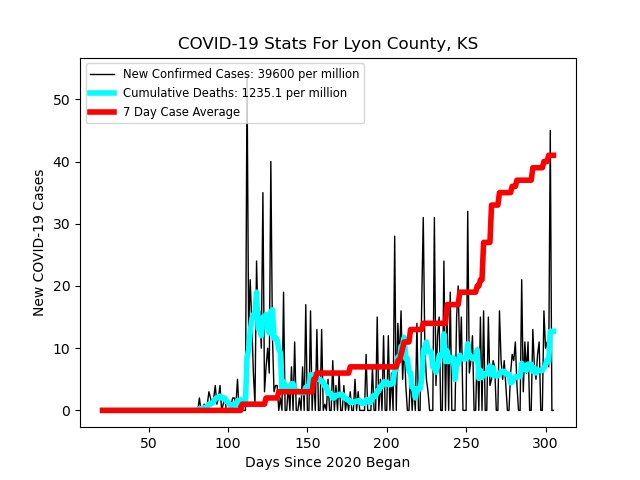 COVID-19 Stats For Lyon County, KS
New Confirmed Cases: 39600 per million
Cumulative Deaths: 1235.1 per million
7 Day Case Average
New COVID-19 Cases
50
40
30
20
10
0
50 100 150 200 250 300
Days Since 2020 Began